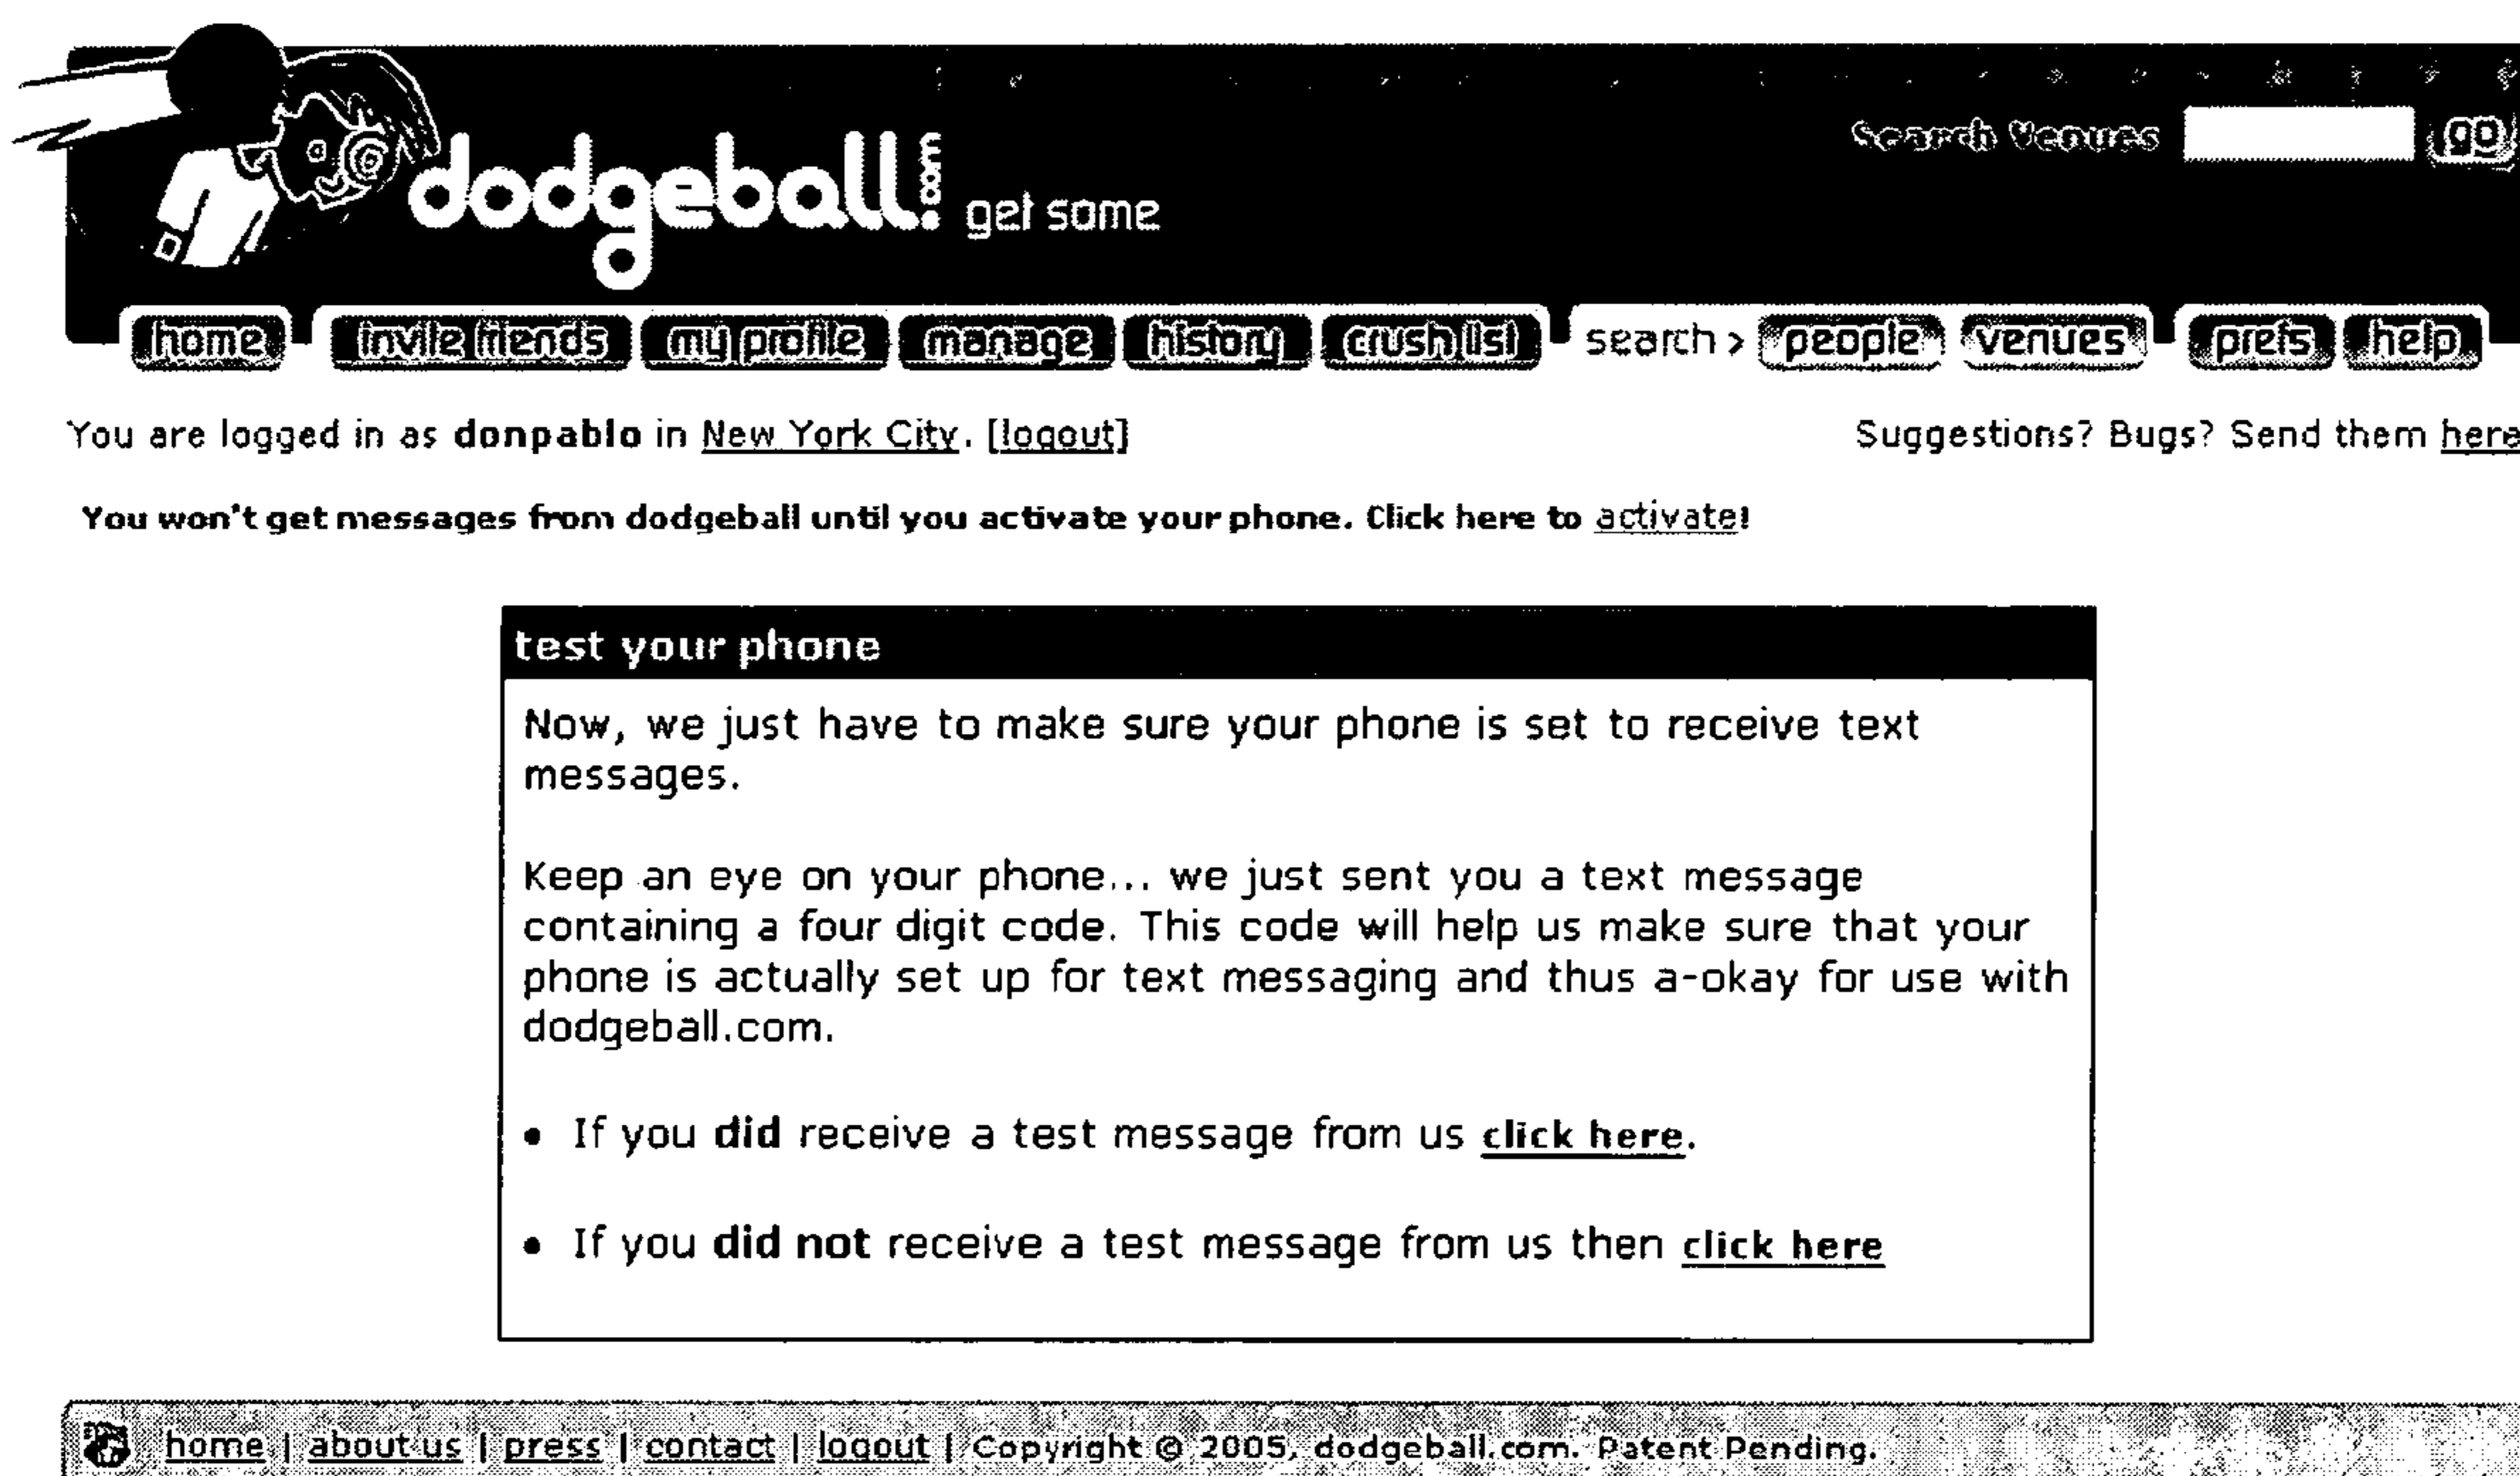 dodgeball.com get some
Search Venues go
home invite friends my profile manage history crush list search > people venues prefs help
You are logged in as donpablo in New York City. [logout]
Suggestions? Bugs? Send them here
You won't get messages from dodgeball until you activate your phone. Click here to activate!
test your phone
Now, we just have to make sure your phone is set to receive text
messages.
Keep an eye on your phone... we just sent you a text message
containing a four digit code. This code will help us make sure that your
phone is actually set up for text messaging and thus a-okay for use with
dodgeball.com.
• If you did receive a test message from us click here.
• If you did not receive a test message from us then click here
home | about us | press | contact | logout | Copyright © 2005, dodgeball.com. Patent Pending.